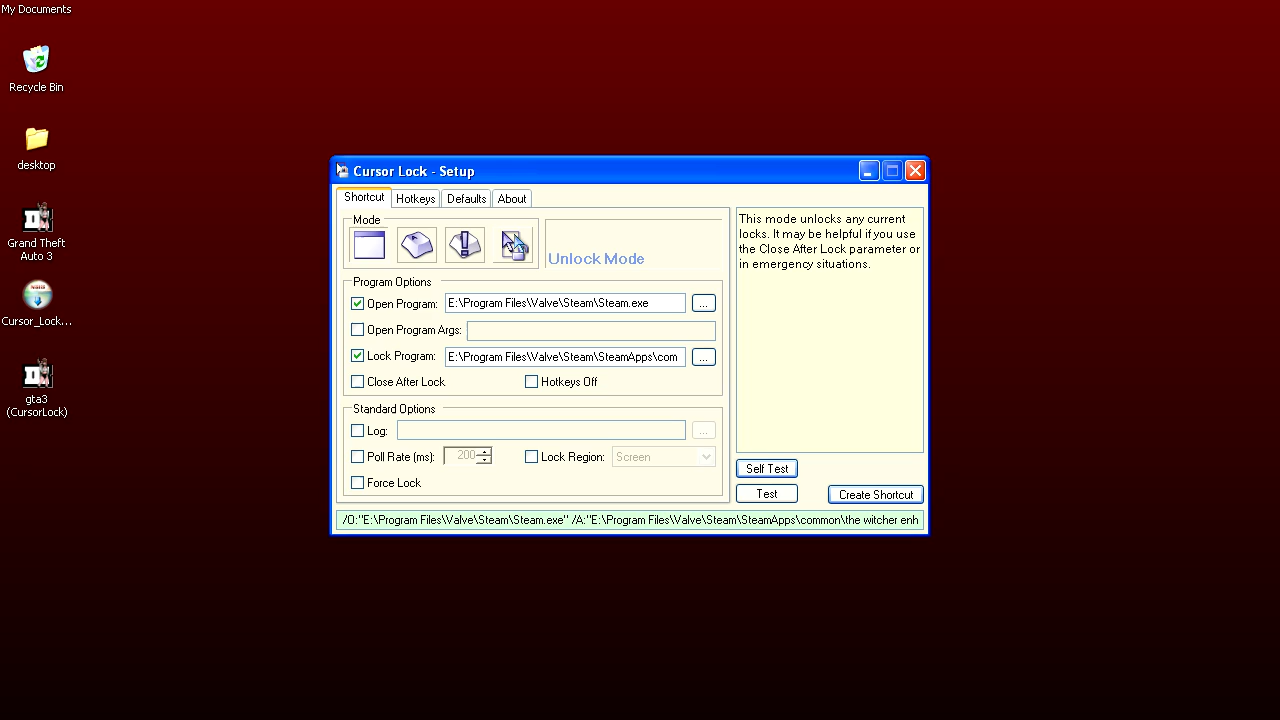 My Documents
Recycle Bin
desktop
Grand Theft
Auto 3
Cursor_Lock...
gta3
(CursorLock)
Cursor Lock - Setup
Shortcut Hotkeys Defaults About
Mode
Unlock Mode
Program Options
Open Program: E:\Program Files\Valve\Steam\Steam.exe ...
Open Program Args:
Lock Program: E:\Program Files\Valve\Steam\SteamApps\com ...
Close After Lock Hotkeys Off
Standard Options
Log: ...
Poll Rate (ms): 200 Lock Region: Screen
Force Lock
This mode unlocks any current
locks. It may be helpful if you use
the Close After Lock parameter or
in emergency situations.
Self Test
Test Create Shortcut
/O:"E:\Program Files\Valve\Steam\Steam.exe" /A:"E:\Program Files\Valve\Steam\SteamApps\common\the witcher enh